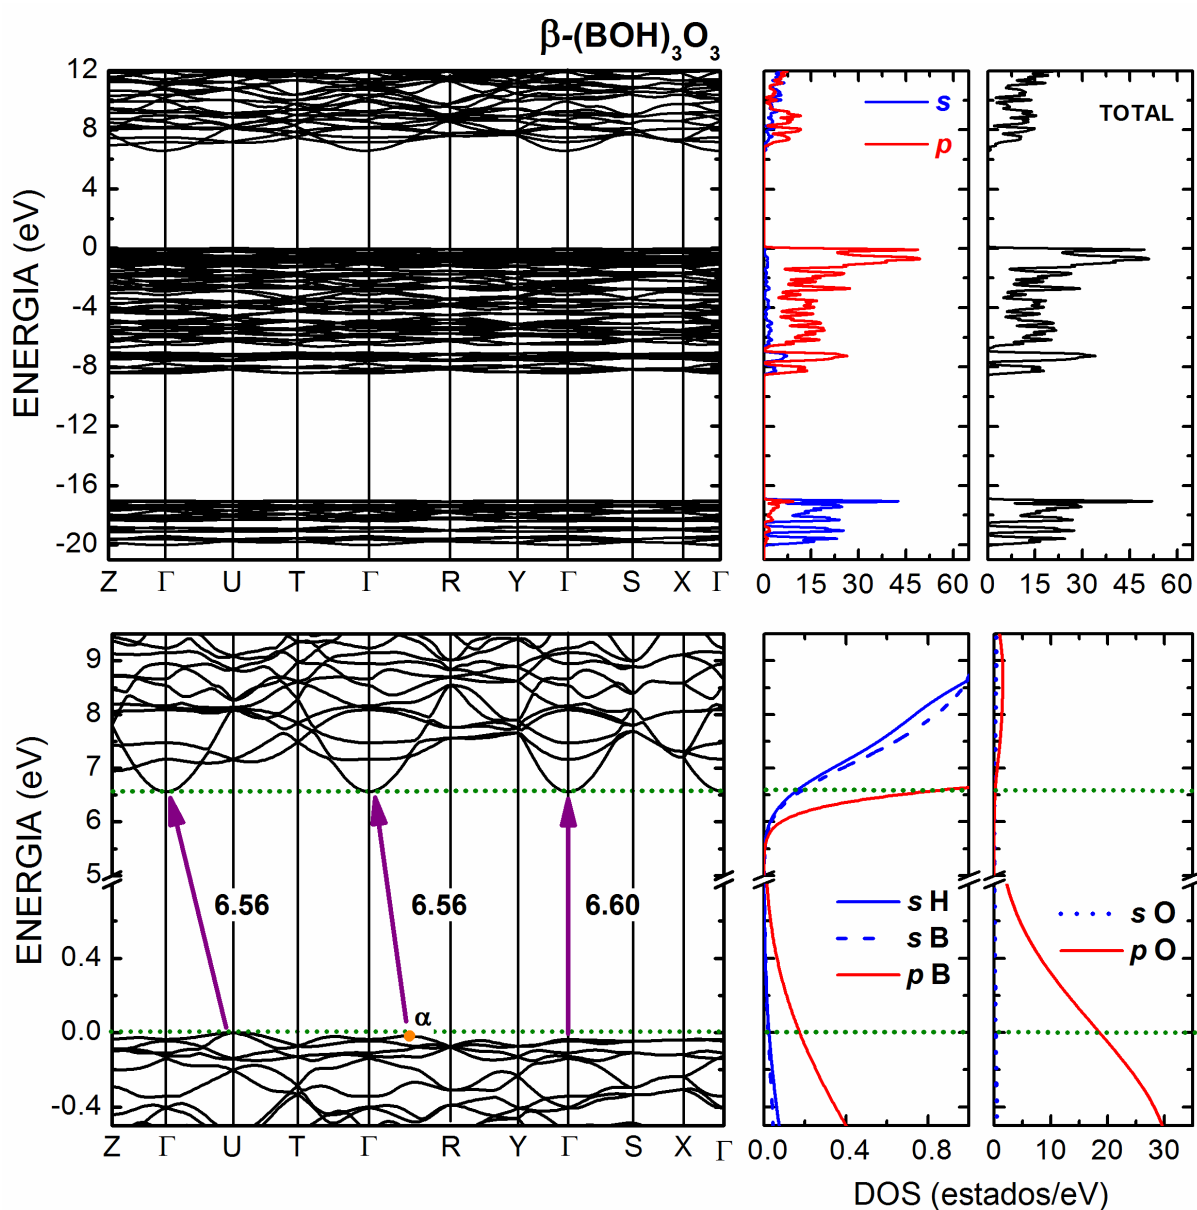 β-(BOH)₃O₃
ENERGIA (eV)
12
8
4
0
-4
-8
-12
-16
-20
Z Γ U T Γ R Y Γ S X Γ
s
p
0 15 30 45 60
TOTAL
0 15 30 45 60
ENERGIA (eV)
9
8
7
6
5
0.4
0.0
-0.4
6.56
6.56
6.60
α
Z Γ U T Γ R Y Γ S X Γ
s H
s B
p B
0.0 0.4 0.8
s O
p O
0 10 20 30
DOS (estados/eV)